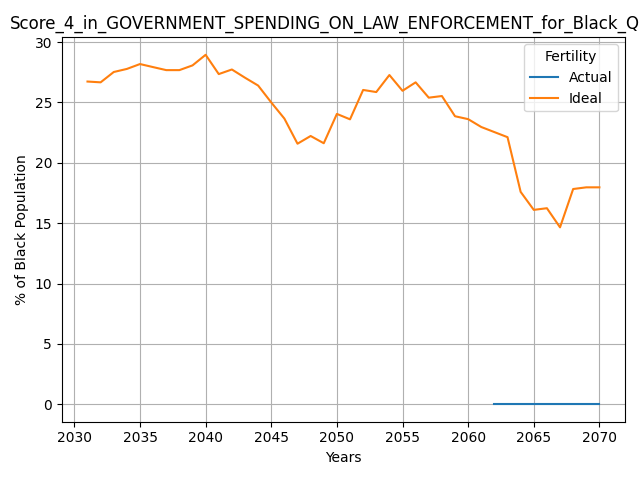 Score_4_in_GOVERNMENT_SPENDING_ON_LAW_ENFORCEMENT_for_Black_Q
Fertility
Actual
Ideal
30
25
20
15
10
5
0
% of Black Population
2030 2035 2040 2045 2050 2055 2060 2065 2070
Years